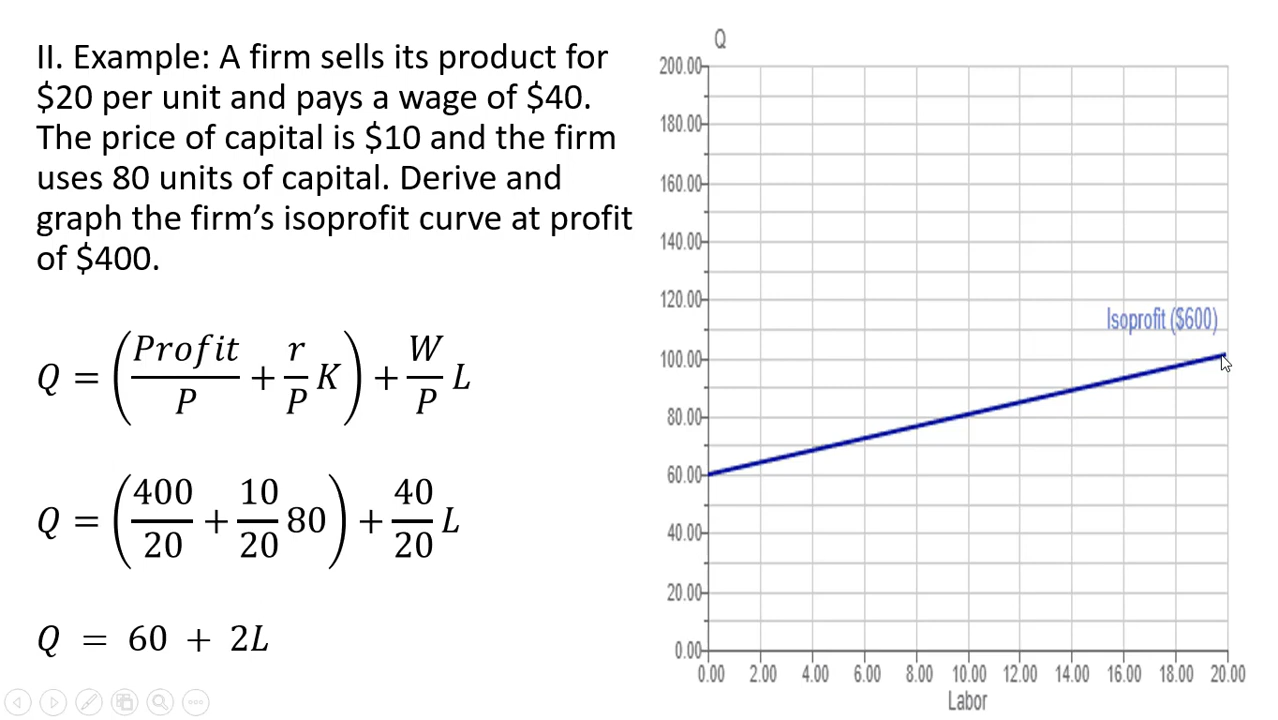 II. Example: A firm sells its product for
$20 per unit and pays a wage of $40.
The price of capital is $10 and the firm
uses 80 units of capital. Derive and
graph the firm’s isoprofit curve at profit
of $400.
Q = (Profit/P + r/P K) + W/P L
Q = (400/20 + 10/20 80) + 40/20 L
Q = 60 + 2L
Q
200.00
180.00
160.00
140.00
120.00
Isoprofit ($600)
100.00
80.00
60.00
40.00
20.00
0.00
0.00 2.00 4.00 6.00 8.00 10.00 12.00 14.00 16.00 18.00 20.00
Labor